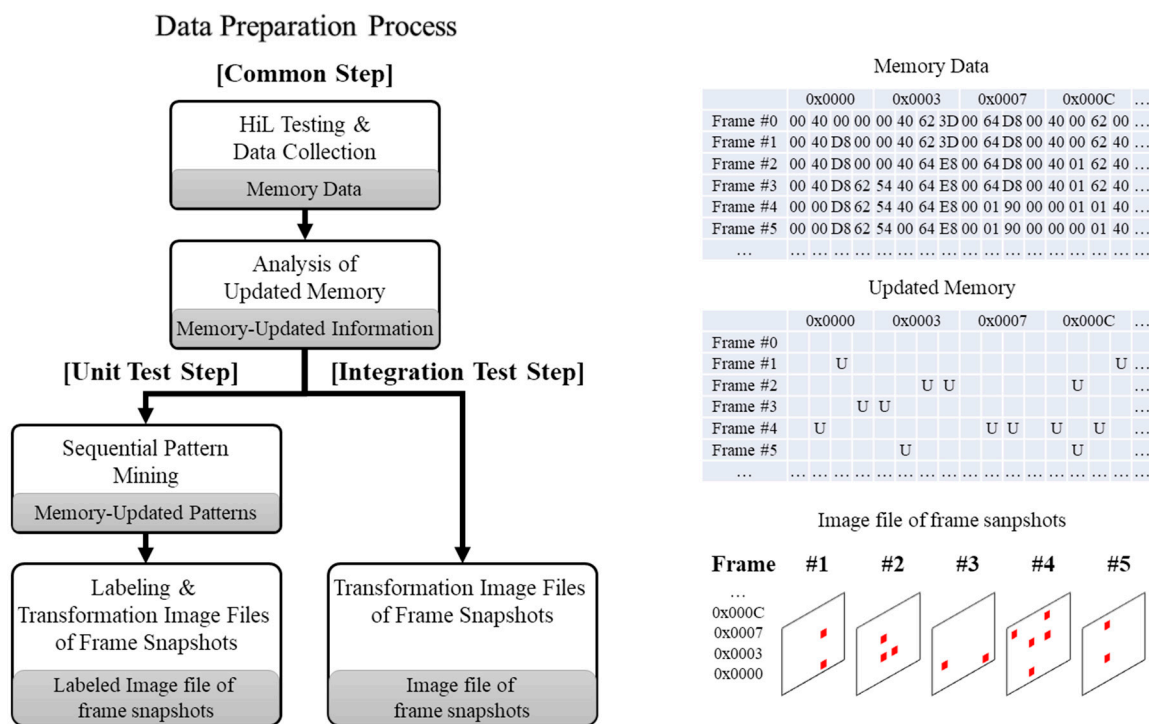 Data Preparation Process
[Common Step]
HiL Testing &
Data Collection
Memory Data
Analysis of
Updated Memory
Memory-Updated Information
[Unit Test Step]
[Integration Test Step]
Sequential Pattern
Mining
Memory-Updated Patterns
Labeling &
Transformation Image Files
of Frame Snapshots
Labeled Image file of
frame snapshots
Transformation Image Files
of Frame Snapshots
Image file of
frame snapshots
Memory Data
0x0000 0x0003 0x0007 0x000C …
Frame #0 00 40 00 00 00 40 62 3D 00 64 D8 00 40 00 62 00 …
Frame #1 00 40 D8 00 00 40 62 3D 00 64 D8 00 40 00 62 40 …
Frame #2 00 40 D8 00 00 40 64 E8 00 64 D8 00 40 01 62 40 …
Frame #3 00 40 D8 62 54 40 64 E8 00 64 D8 00 40 01 62 40 …
Frame #4 00 00 D8 62 54 40 64 E8 00 01 90 00 00 01 01 40 …
Frame #5 00 00 D8 62 54 00 64 E8 00 01 90 00 00 00 01 40 …
… … … … … … … … … … … … … … … … … …
Updated Memory
0x0000 0x0003 0x0007 0x000C …
Frame #0
Frame #1 U U …
Frame #2 U U U …
Frame #3 U U …
Frame #4 U U U U U …
Frame #5 U U …
… … … … … … … … … … … … … … … … … …
Image file of frame sanpshots
Frame #1 #2 #3 #4 #5
…
0x000C
0x0007
0x0003
0x0000